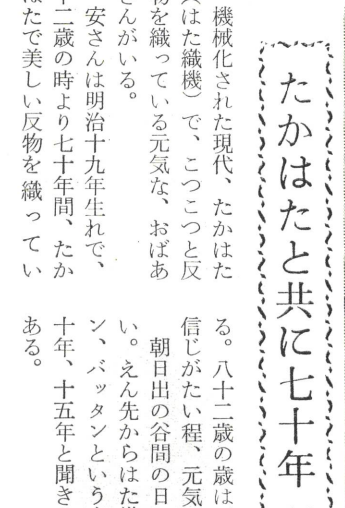 たかはたと共に七十年
機械化された現代、たかはた
はた織機）で、こつこつと反
物を織っている元気な、おばあ
さんがいる。
安さんは明治十九年生れで、
十二歳の時より七十年間、たか
はたで美しい反物を織ってい
る。八十二歳の歳は
信じがたい程、元気
朝日出の谷間の日
い。えん先からはた
ン、バッタンという
十年、十五年と聞き
ある。